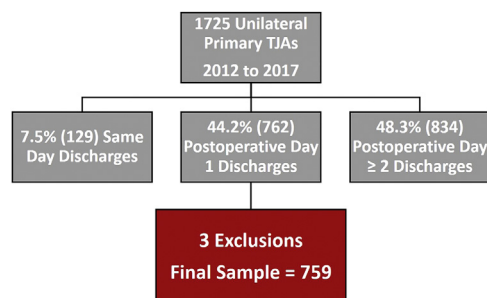 1725 Unilateral
Primary TJAs
2012 to 2017
7.5% (129) Same
Day Discharges
44.2% (762)
Postoperative Day
1 Discharges
48.3% (834)
Postoperative Day
≥ 2 Discharges
3 Exclusions
Final Sample = 759